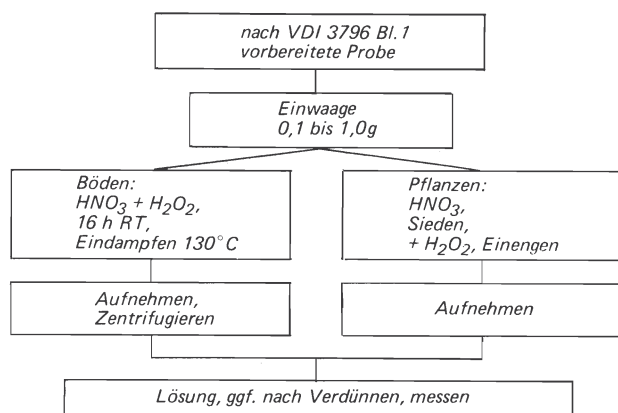 nach VDI 3796 Bl.1
vorbereitete Probe
Einwaage
0,1 bis 1,0g
Böden:
HNO3 + H2O2,
16 h RT,
Eindampfen 130°C
Pflanzen:
HNO3,
Sieden,
+ H2O2, Einengen
Aufnehmen,
Zentrifugieren
Aufnehmen
Lösung, ggf. nach Verdünnen, messen